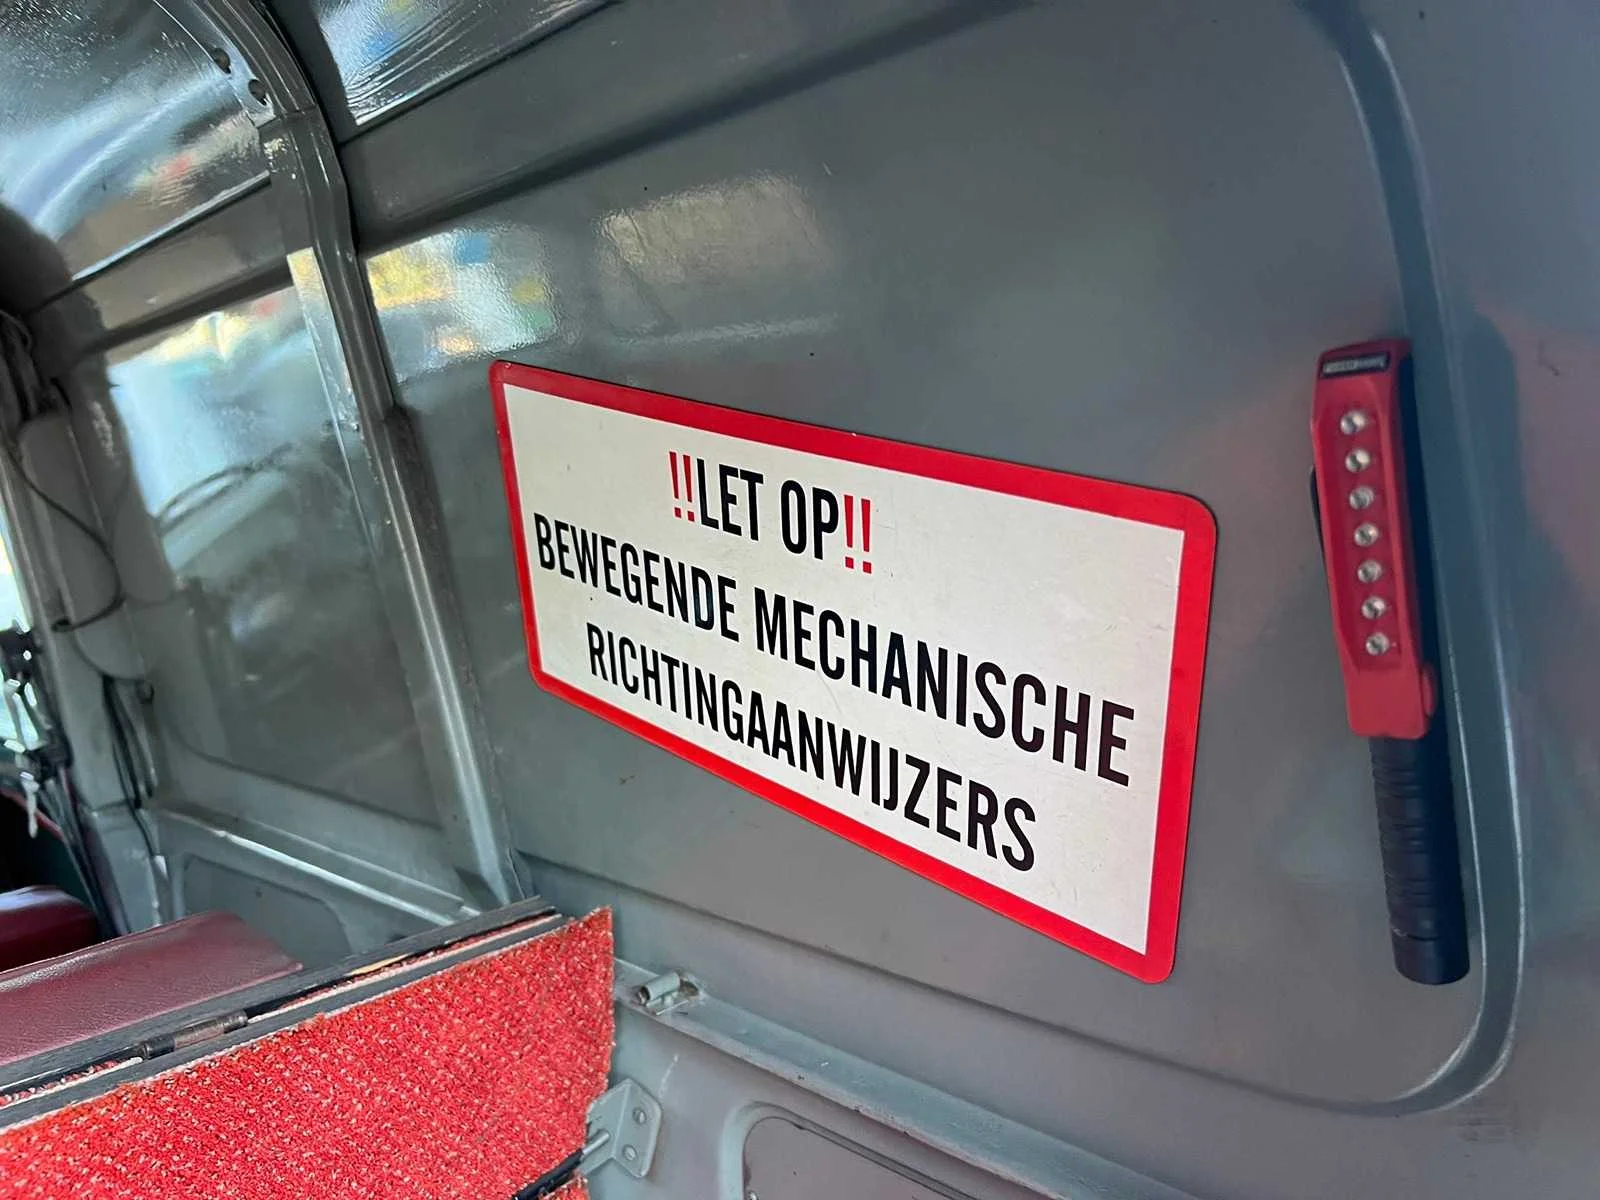 !!LET OP!!
BEWEGENDE MECHANISCHE
RICHTINGAANWIJZERS